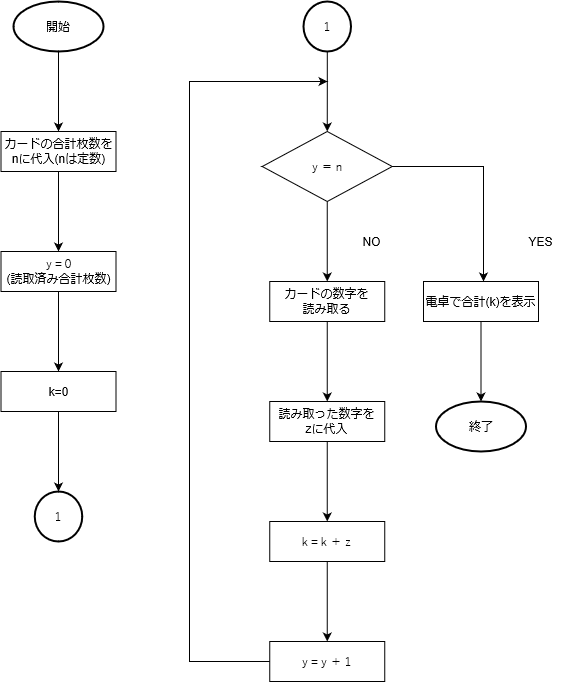 開始
カードの合計枚数を
nに代入(nは定数)
y = 0
(読取済み合計枚数)
k=0
1
1
y = n
NO
YES
カードの数字を
読み取る
電卓で合計(k)を表示
読み取った数字を
zに代入
終了
k = k + z
y = y + 1